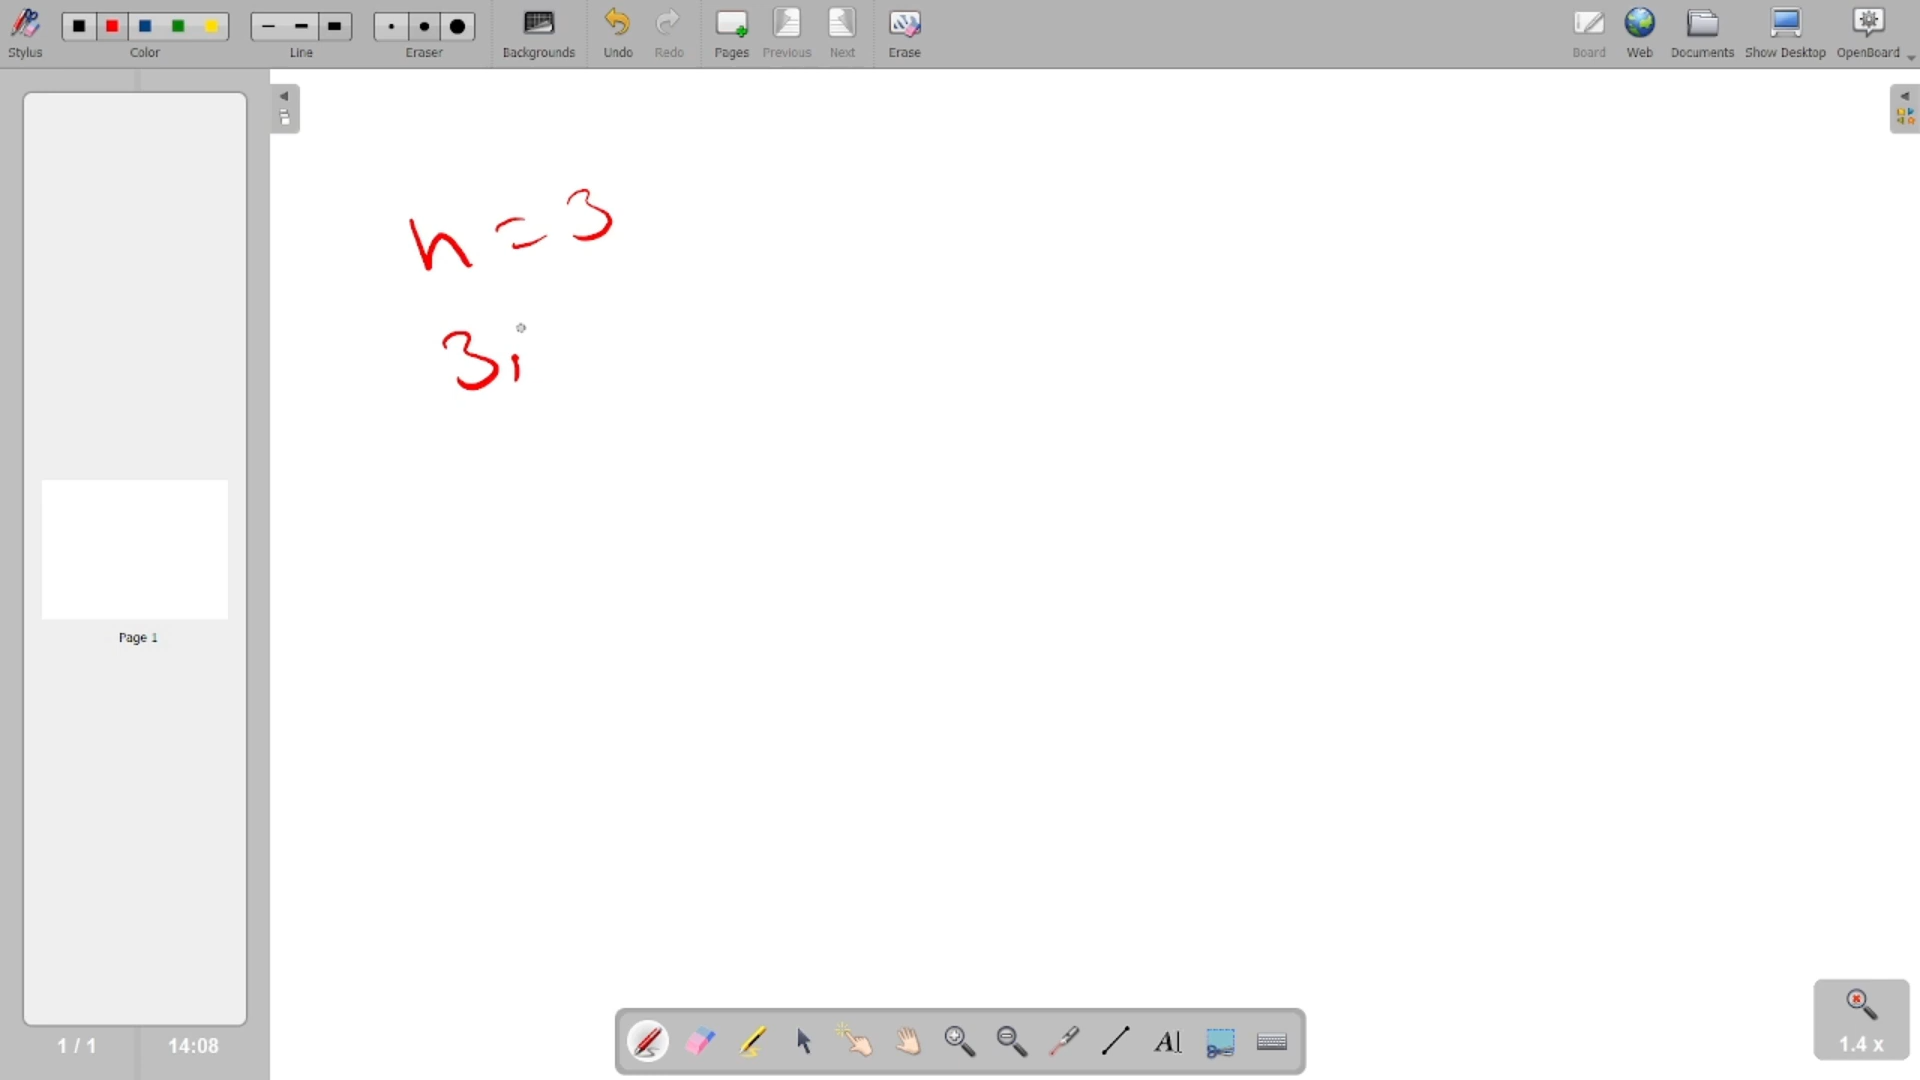 Stylus Color Line Eraser Backgrounds Undo Redo Pages Previous Next Erase Board Web Documents Show Desktop OpenBoard
n = 3
3i
Page 1
1 / 1 14:08
1.4 x